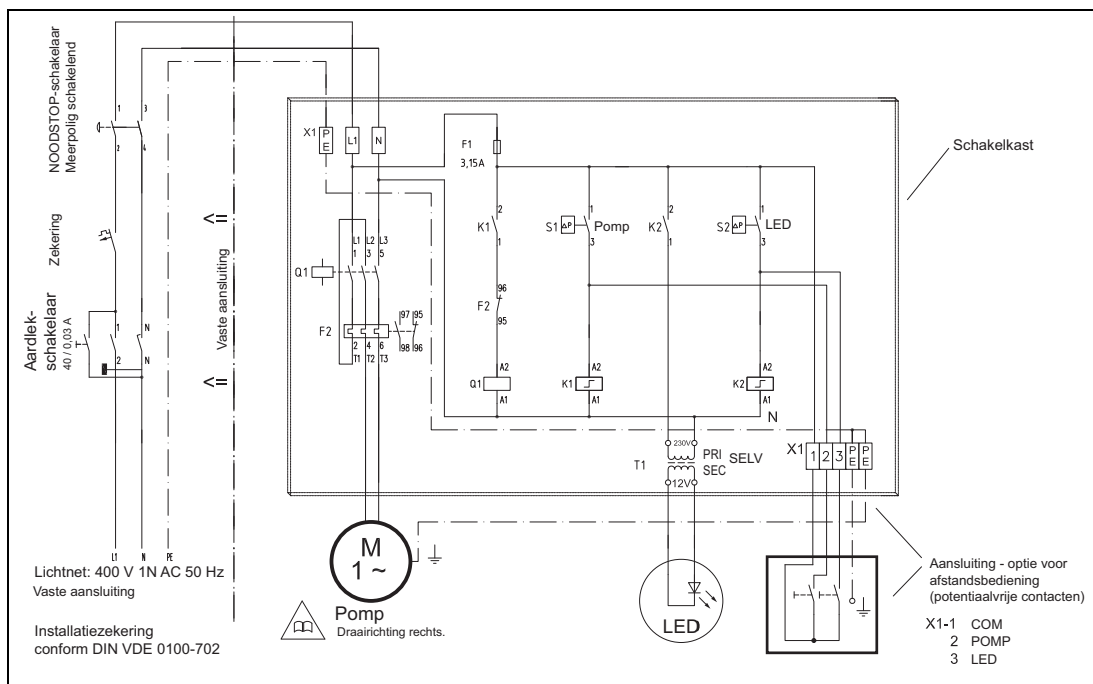 NOODSTOP-schakelaar
Meerpolig schakelend
1 3
2 4
Zekering
Aardlek-
schakelaar
40 / 0,03 A
1 N
2 N
Vaste aansluiting
L1 N PE
Lichtnet: 400 V 1N AC 50 Hz
Vaste aansluiting
Installatiezekering
conform DIN VDE 0100-702
X1 PE L1 N
F1
3,15A
Schakelkast
L1 L2 L3
1 3 5
Q1
F2
97 95
98 96
2 4 6
T1 T2 T3
2
K1
1
96
F2
95
A2
Q1
A1
1
S1 ΔP Pomp
3
A2
K1
A1
2
K2
1
1
S2 ΔP LED
3
A2
K2
A1
N
230V
T1 PRI SELV
SEC
12V
X1 1 2 3 PE PE
M
1 ~
Pomp
Draairichting rechts.
LED
Aansluiting - optie voor
afstandsbediening
(potentiaalvrije contacten)
X1-1 COM
2 POMP
3 LED